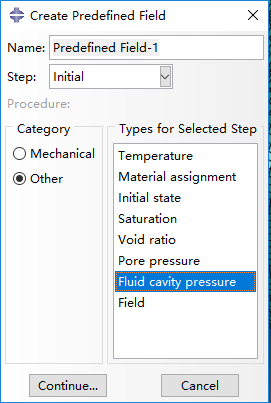 Create Predefined Field
Name: Predefined Field-1
Step: Initial
Procedure:
Category
Mechanical
Other
Types for Selected Step
Temperature
Material assignment
Initial state
Saturation
Void ratio
Pore pressure
Fluid cavity pressure
Field
Continue... Cancel